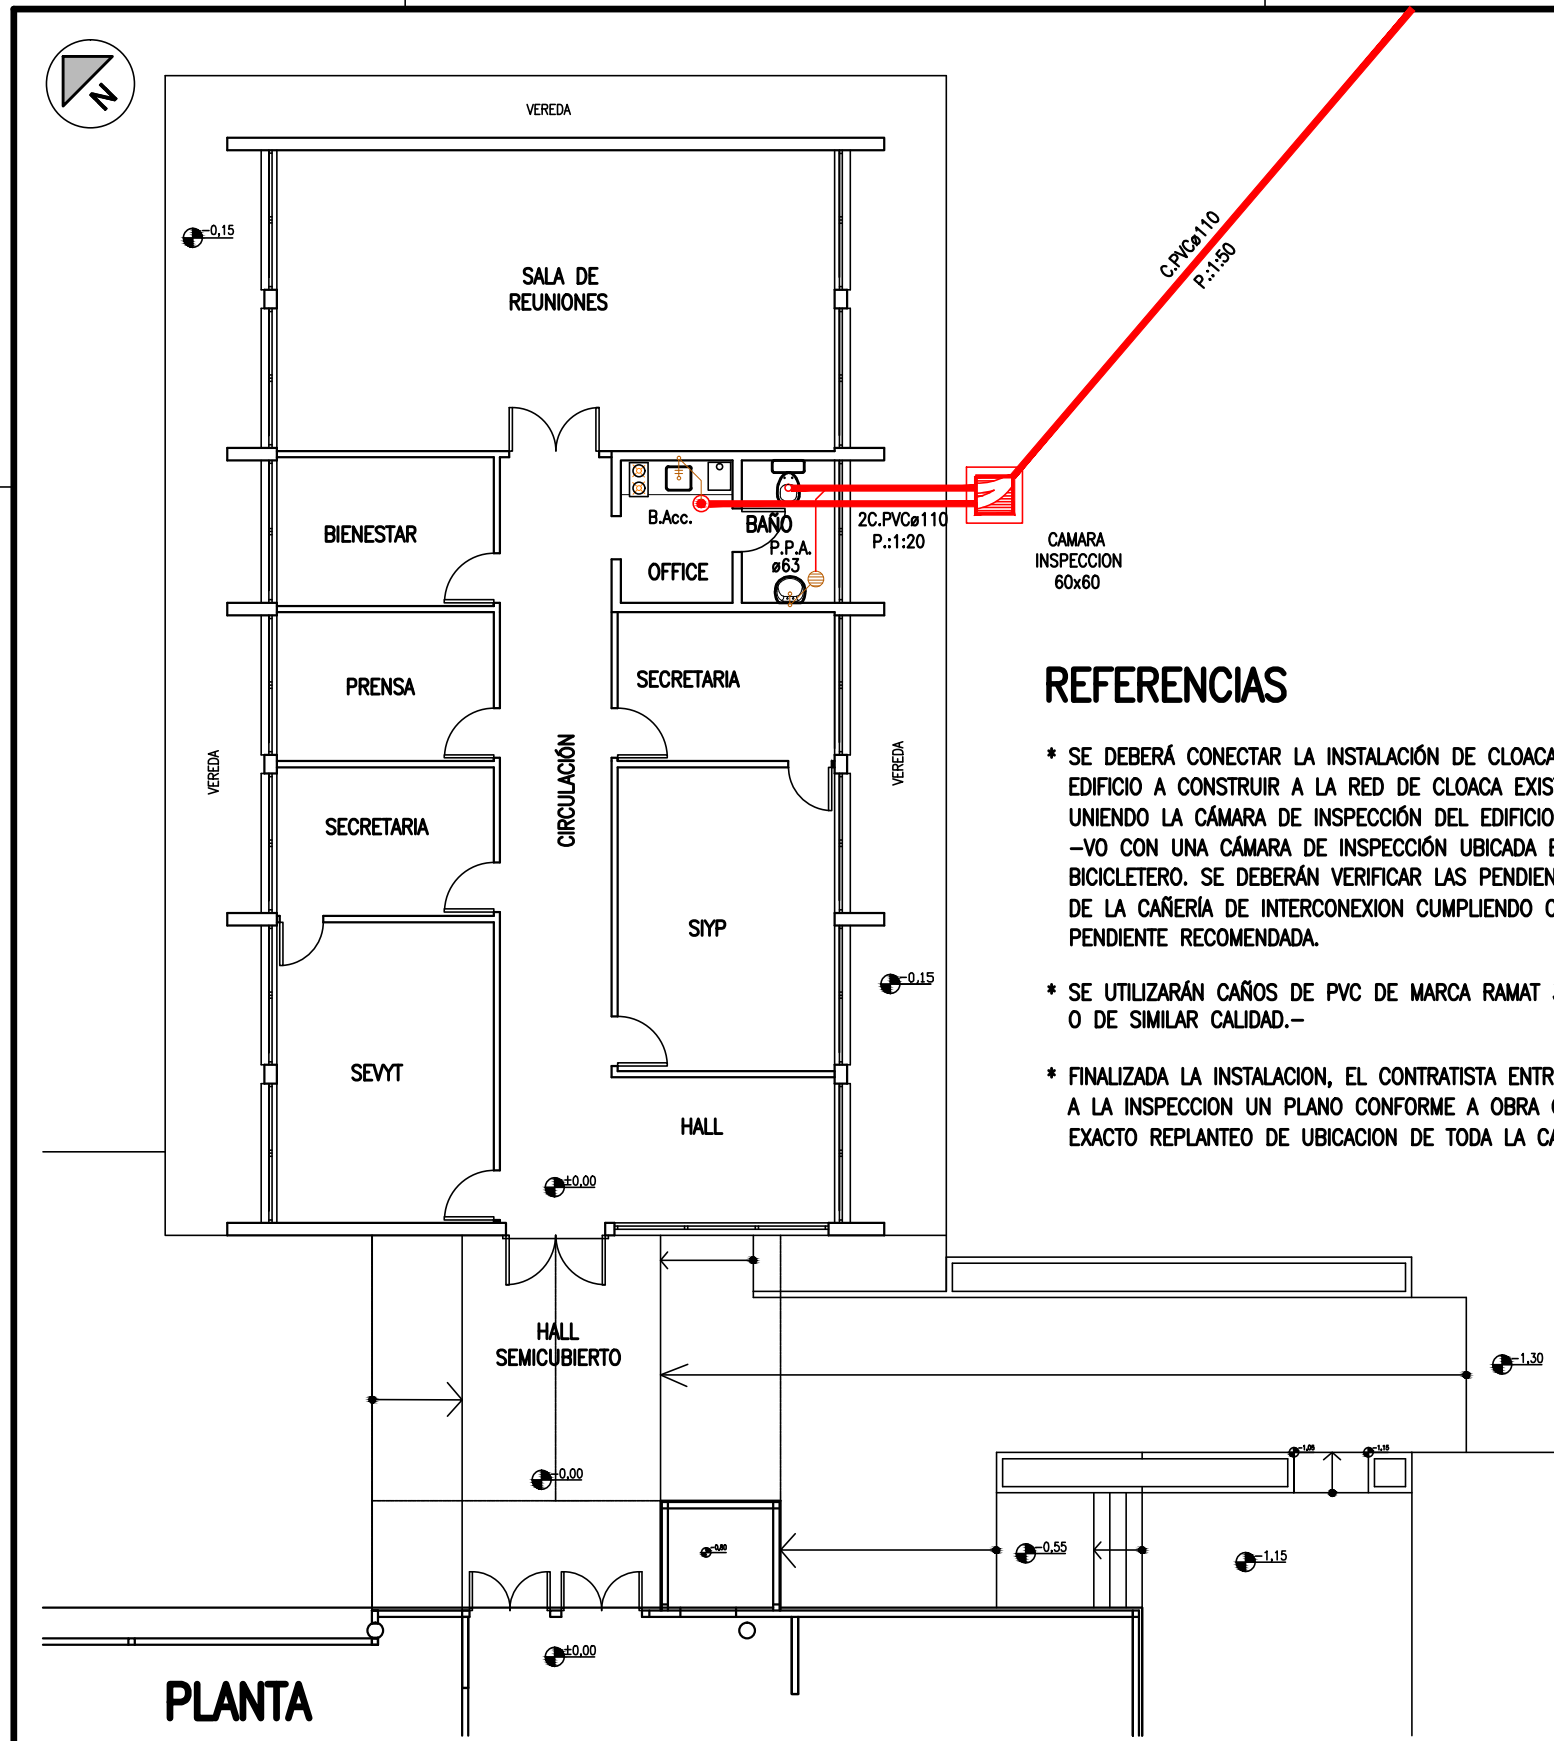 N
VEREDA
-0,15
SALA DE
REUNIONES
C.PVCø110
P.:1:50
B.Acc.
BAÑO
2C.PVCø110
P.:1:20
P.P.A.
ø63
OFFICE
BIENESTAR
CAMARA
INSPECCION
60x60
PRENSA
SECRETARIA
REFERENCIAS
VEREDA
CIRCULACIÓN
VEREDA
SECRETARIA
* SE DEBERÁ CONECTAR LA INSTALACIÓN DE CLOACA
EDIFICIO A CONSTRUIR A LA RED DE CLOACA EXIS
UNIENDO LA CÁMARA DE INSPECCIÓN DEL EDIFICIO
-VO CON UNA CÁMARA DE INSPECCIÓN UBICADA E
BICICLETERO. SE DEBERÁN VERIFICAR LAS PENDIEN
DE LA CAÑERÍA DE INTERCONEXION CUMPLIENDO C
PENDIENTE RECOMENDADA.
* SE UTILIZARÁN CAÑOS DE PVC DE MARCA RAMAT
O DE SIMILAR CALIDAD.-
* FINALIZADA LA INSTALACION, EL CONTRATISTA ENTR
A LA INSPECCION UN PLANO CONFORME A OBRA
EXACTO REPLANTEO DE UBICACION DE TODA LA CA
SIYP
-0,15
SEVYT
HALL
±0,00
HALL
SEMICUBIERTO
-1,30
-1,05
-1,15
-0,00
-0,55
-1,15
±0,00
PLANTA